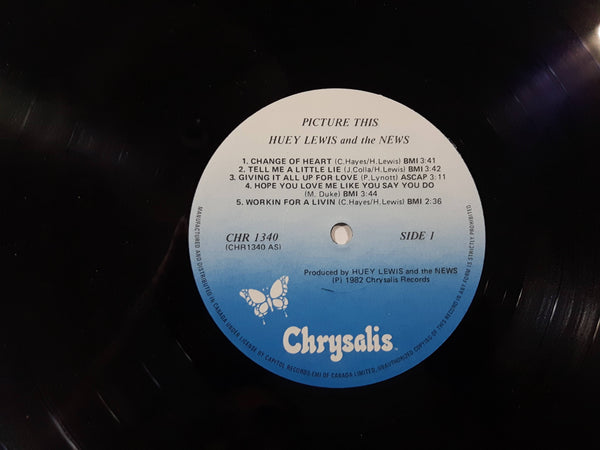 PICTURE THIS
HUEY LEWIS and the NEWS
1. CHANGE OF HEART (C.Hayes/H.Lewis) BMI 3:41
2. TELL ME A LITTLE LIE (J.Colla/H.Lewis) BMI 3:42
3. GIVING IT ALL UP FOR LOVE (P.Lynott) ASCAP 3:11
4. HOPE YOU LOVE ME LIKE YOU SAY YOU DO
(M. Duke) BMI 3:44
5. WORKIN FOR A LIVIN (C.Hayes/H.Lewis) BMI 2:36
CHR 1340
(CHR1340 AS)
SIDE 1
Produced by HUEY LEWIS and the NEWS
(P) 1982 Chrysalis Records
Chrysalis
TM
MANUFACTURED AND DISTRIBUTED IN CANADA UNDER LICENSE BY CAPITOL RECORDS-EMI OF CANADA LIMITED, UNAUTHORIZED COPYING OF THIS RECORD IN ANY FORM IS STRICTLY PROHIBITED